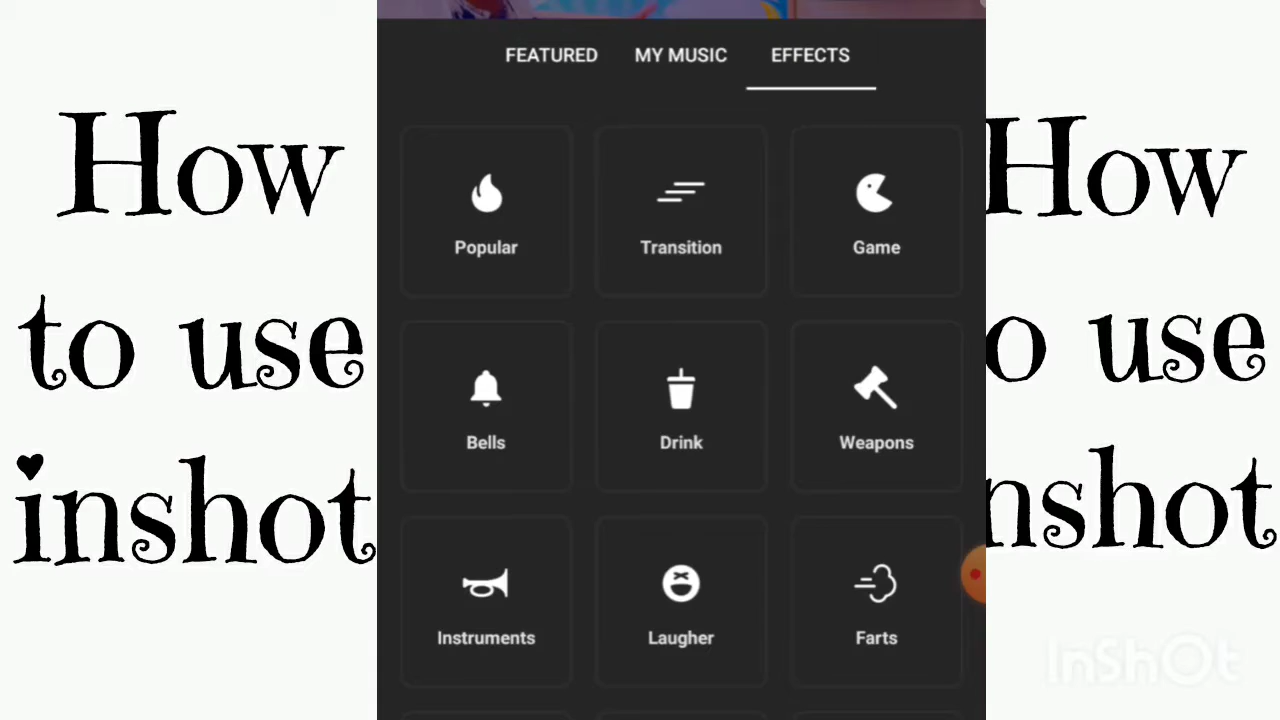 How
to use
inshot
FEATURED MY MUSIC EFFECTS
Popular Transition Game
Bells Drink Weapons
Instruments Laugher Farts
How
o use
nshot
InShOt